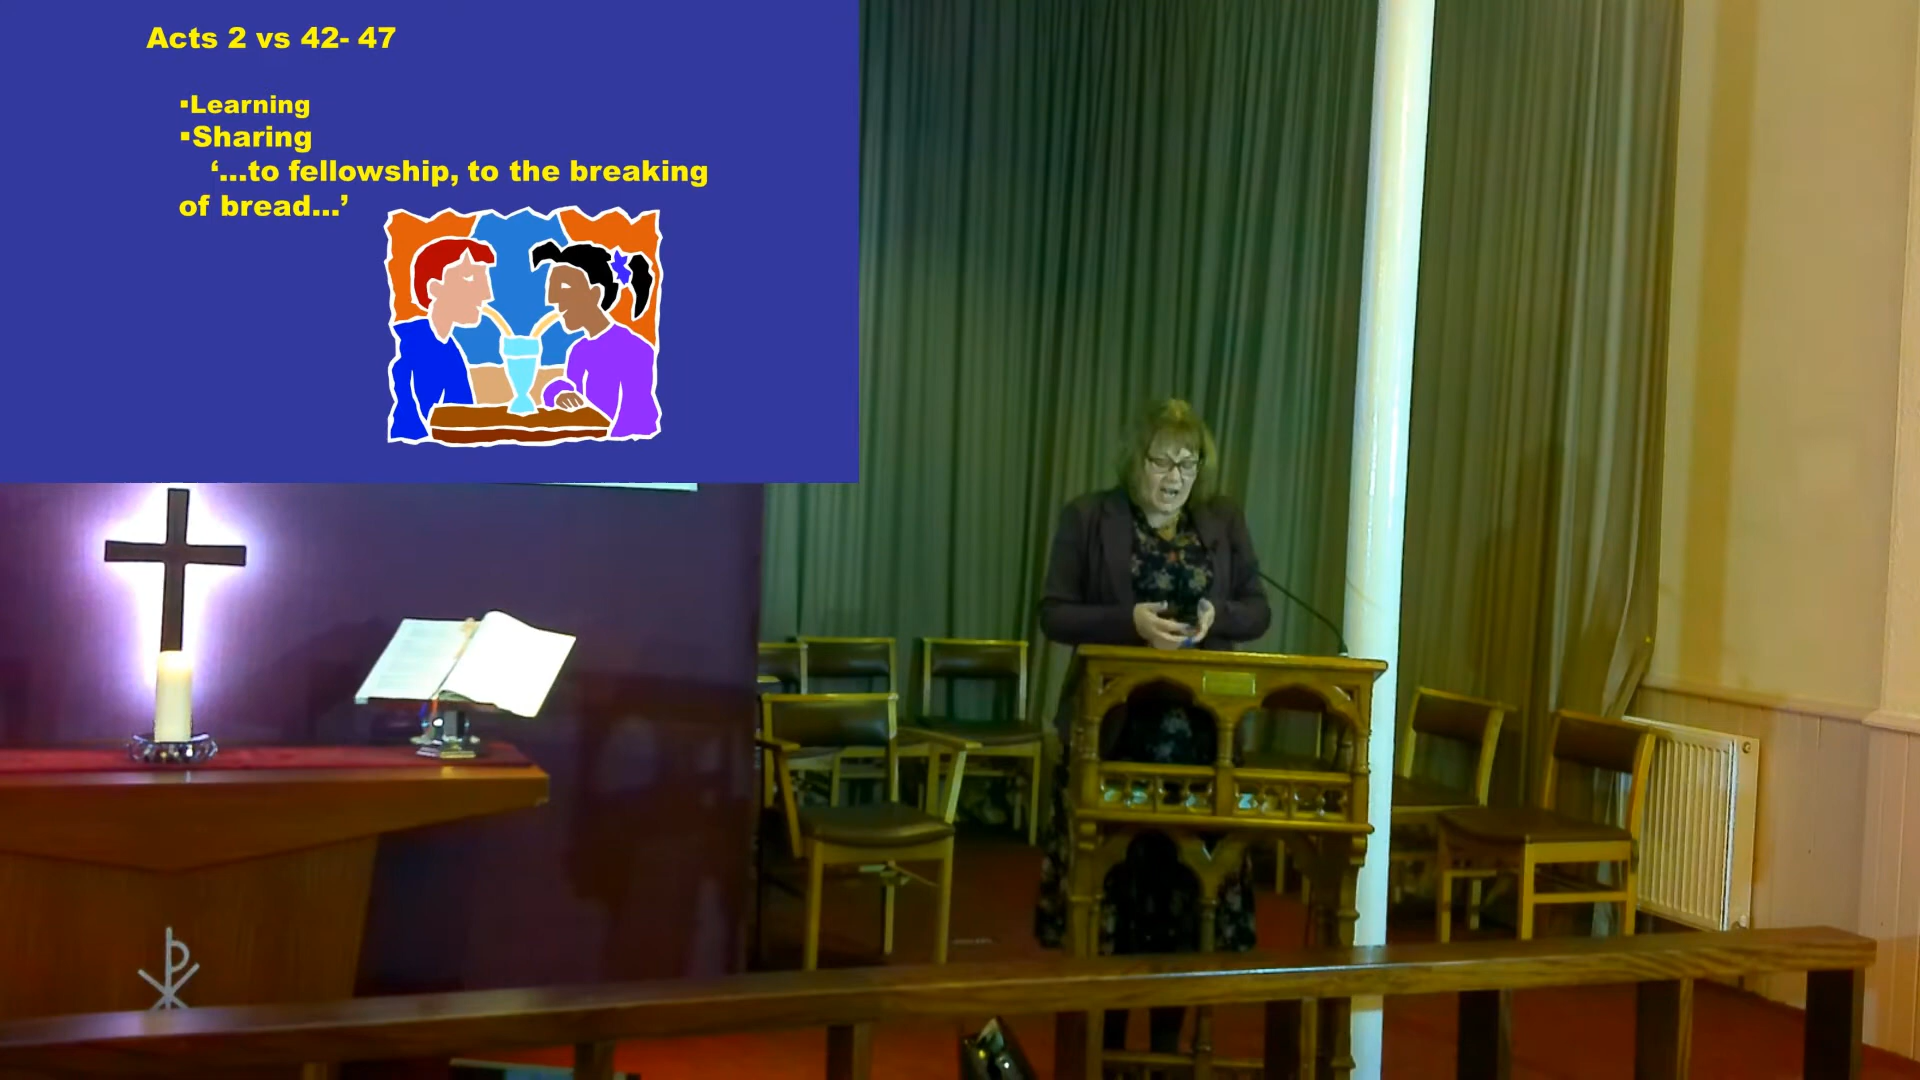 Acts 2 vs 42- 47
▪Learning
▪Sharing
‘...to fellowship, to the breaking
of bread...’